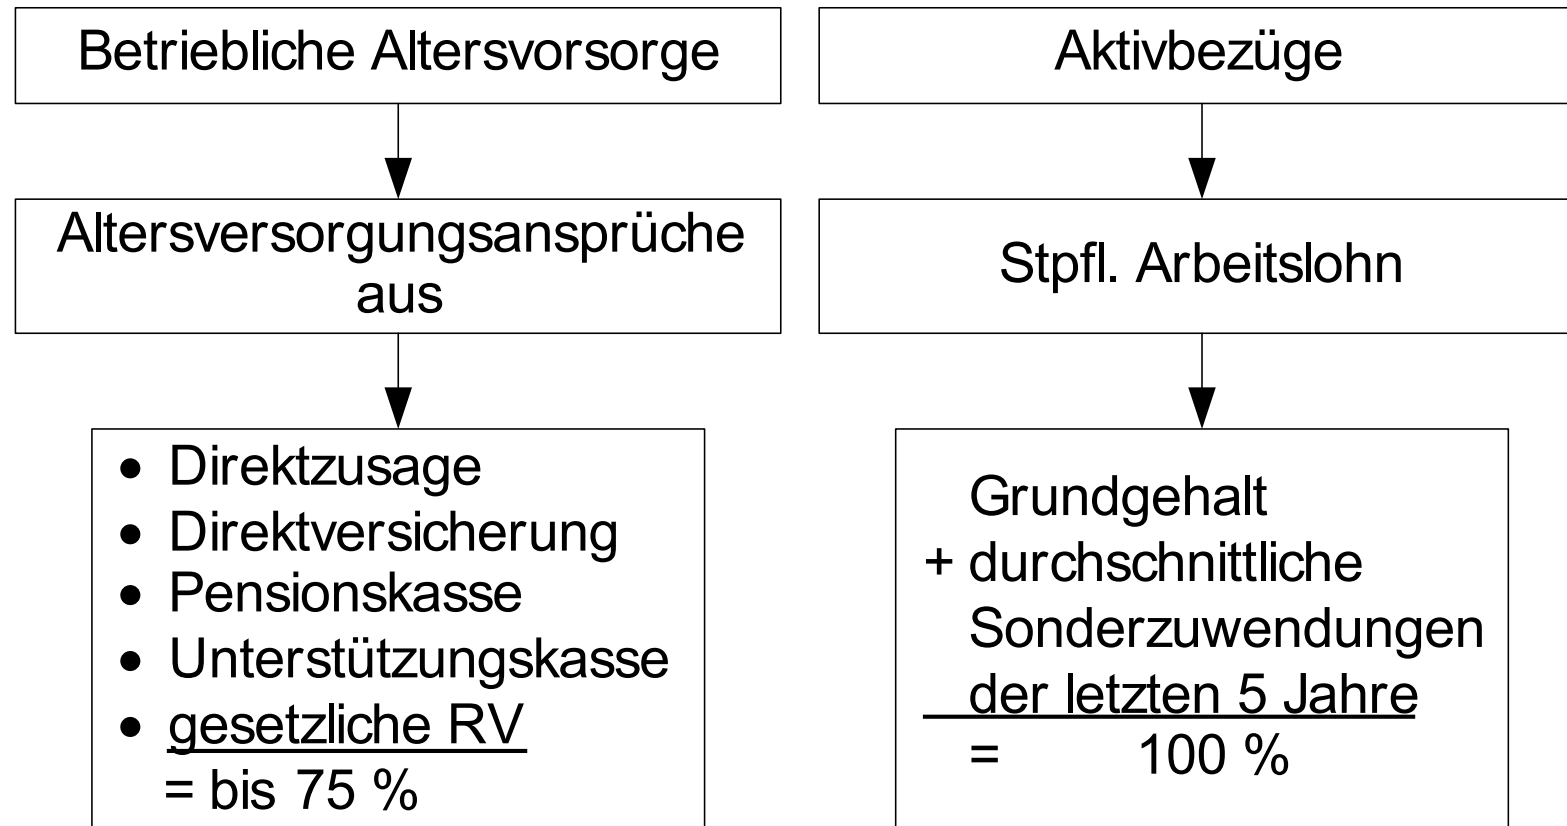 Betriebliche Altersvorsorge
Altersversorgungsansprüche
aus
• Direktzusage
• Direktversicherung
• Pensionskasse
• Unterstützungskasse
• gesetzliche RV
= bis 75 %
Aktivbezüge
Stpfl. Arbeitslohn
Grundgehalt
+ durchschnittliche
Sonderzuwendungen
der letzten 5 Jahre
= 100 %